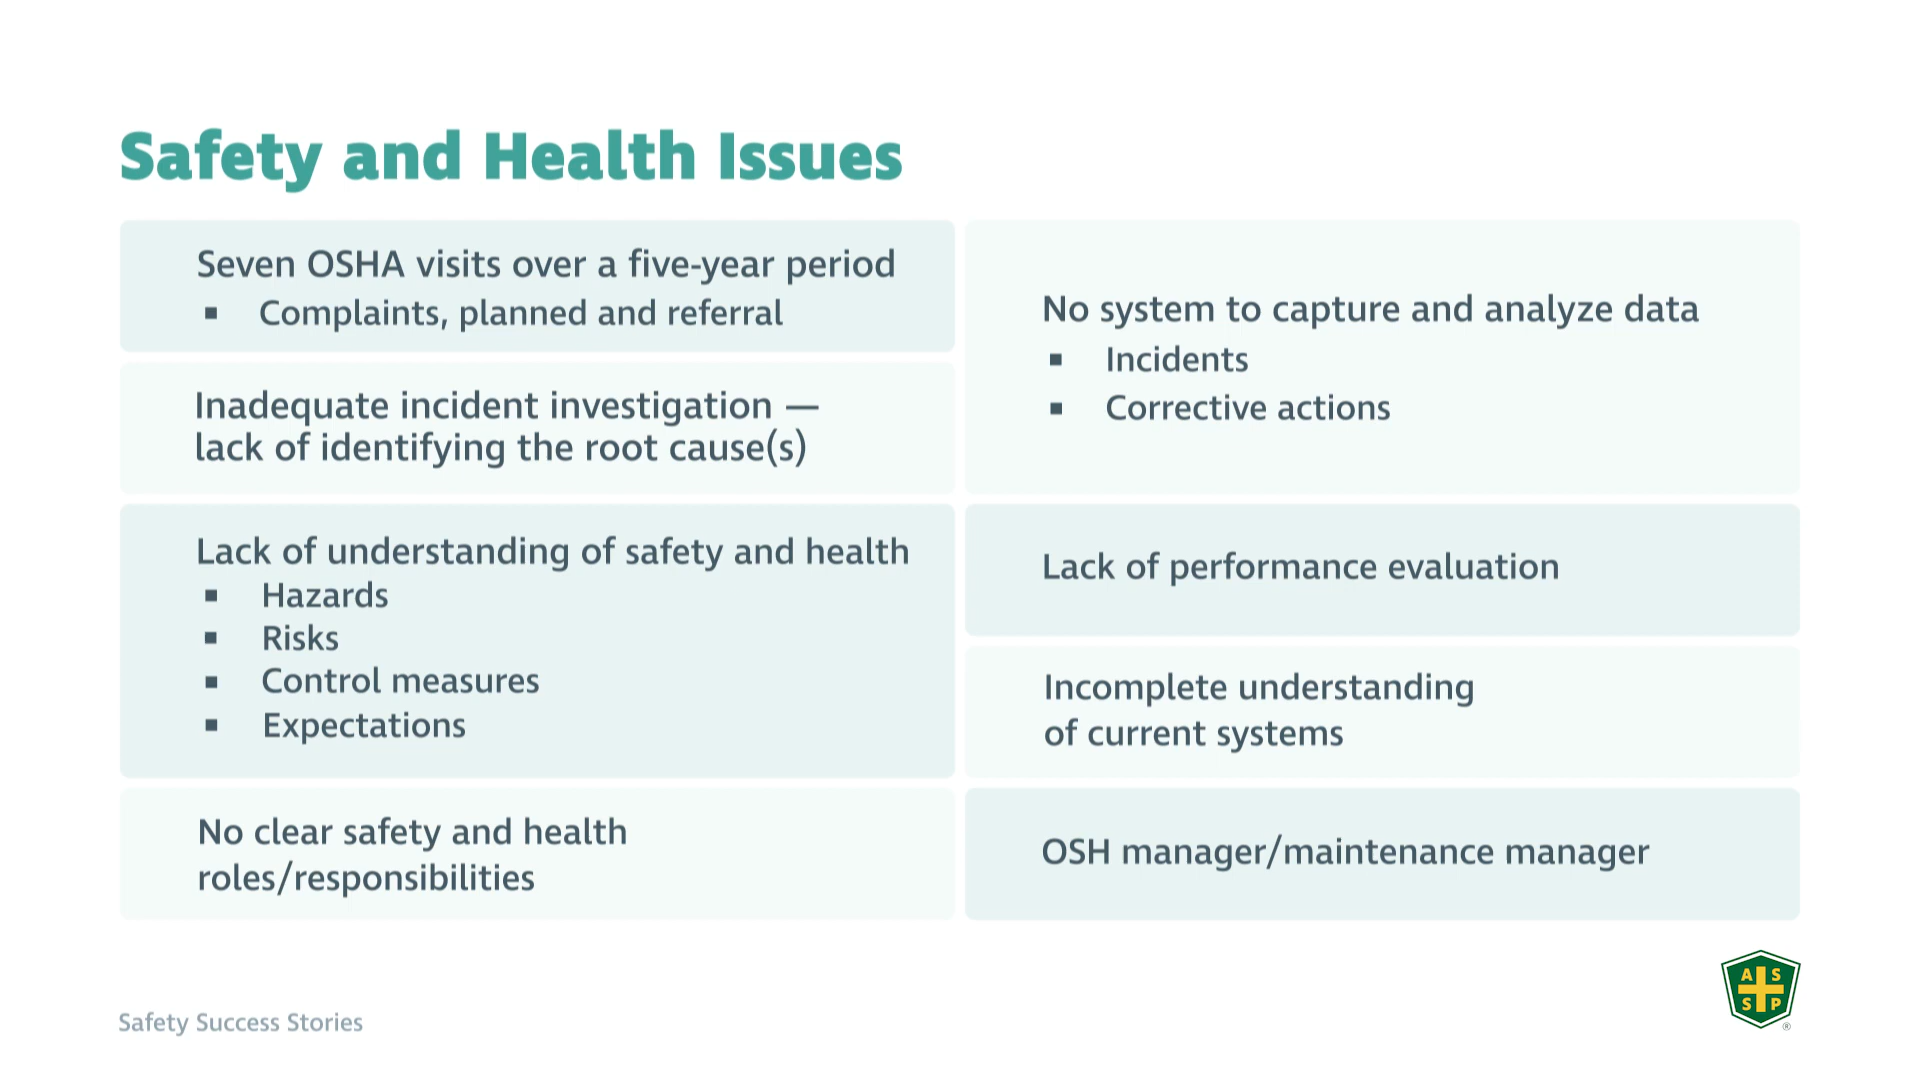 Safety and Health Issues
Seven OSHA visits over a five-year period
▪ Complaints, planned and referral
Inadequate incident investigation —
lack of identifying the root cause(s)
Lack of understanding of safety and health
▪ Hazards
▪ Risks
▪ Control measures
▪ Expectations
No clear safety and health
roles/responsibilities
No system to capture and analyze data
▪ Incidents
▪ Corrective actions
Lack of performance evaluation
Incomplete understanding
of current systems
OSH manager/maintenance manager
Safety Success Stories
A S
S P
®